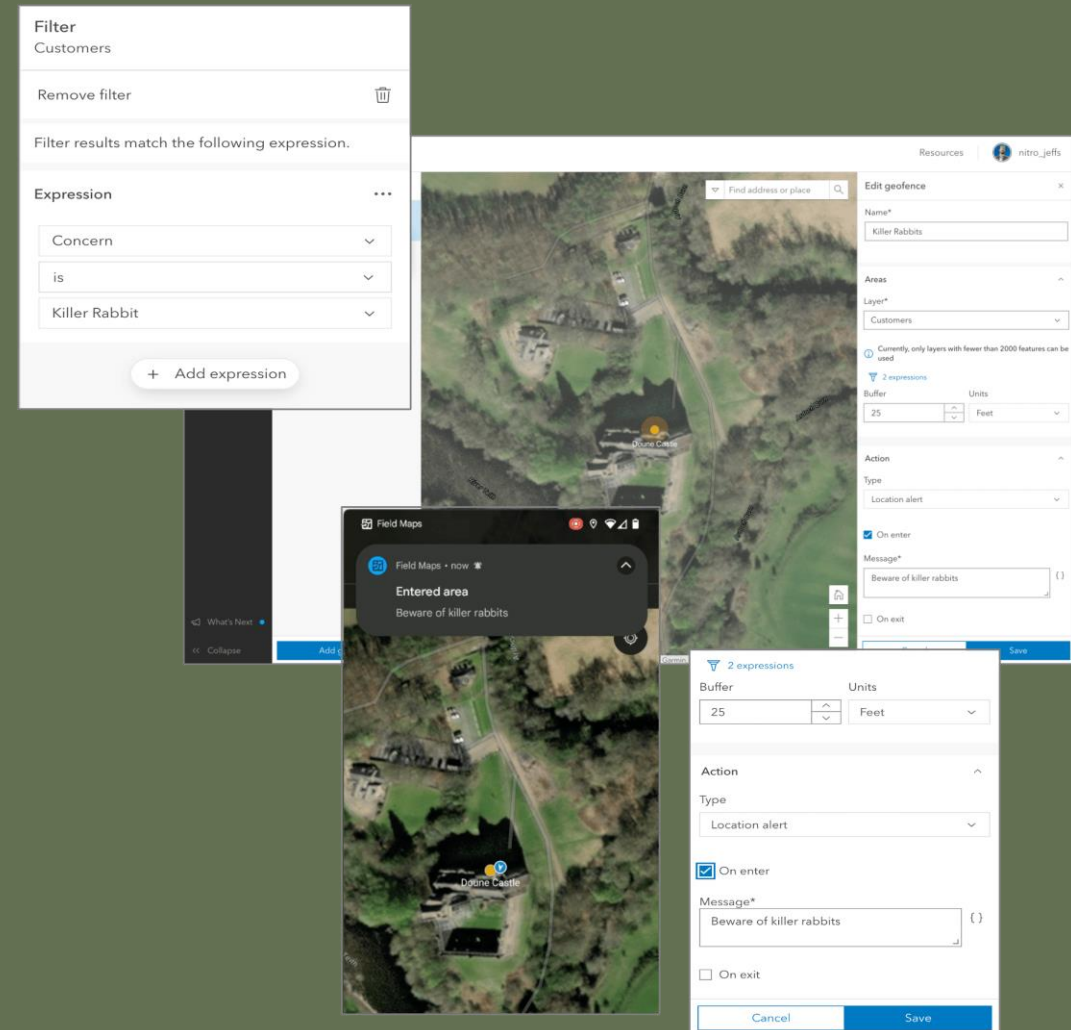 Filter
Customers
Remove filter
Filter results match the following expression.
Expression
Concern
is
Killer Rabbit
+ Add expression
Resources
nitro_jeffs
Find address or place
Doune Castle
What's Next
Collapse
Add
Garmin
Edit geofence
Name*
Killer Rabbits
Areas
Layer*
Customers
Currently, only layers with fewer than 2000 features can be
used
2 expressions
Buffer Units
25 Feet
Action
Type
Location alert
On enter
Message*
Beware of killer rabbits
{ }
On exit
Save
Field Maps
Field Maps • now
Entered area
Beware of killer rabbits
Doune Castle
2 expressions
Buffer Units
25 Feet
Action
Type
Location alert
On enter
Message*
Beware of killer rabbits
{ }
On exit
Cancel Save